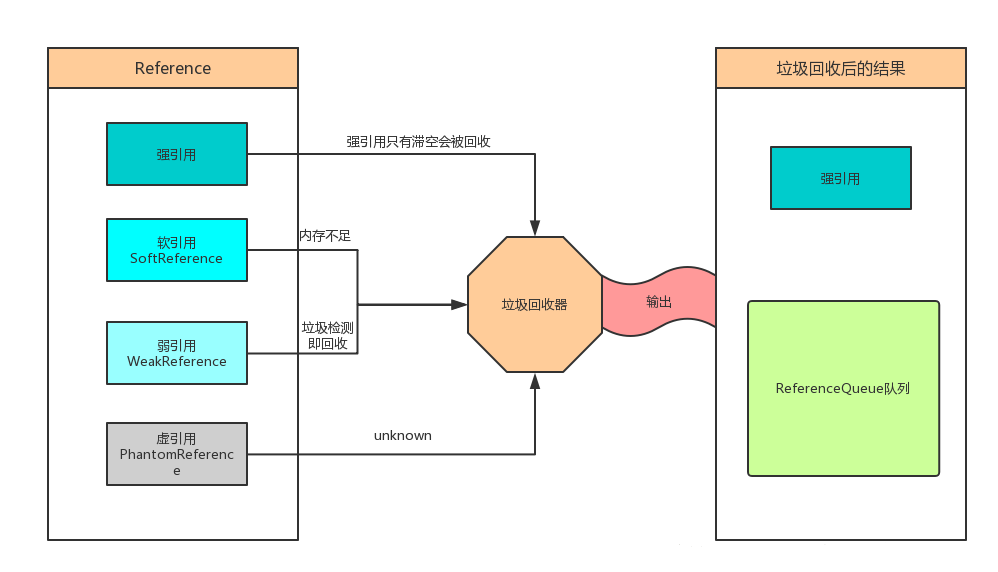 Reference
垃圾回收后的结果
强引用
强引用只有滞空会被回收
强引用
软引用
SoftReference
内存不足
垃圾回收器
输出
垃圾检测
即回收
弱引用
WeakReference
ReferenceQueue队列
虚引用
PhantomReferenc
e
unknown